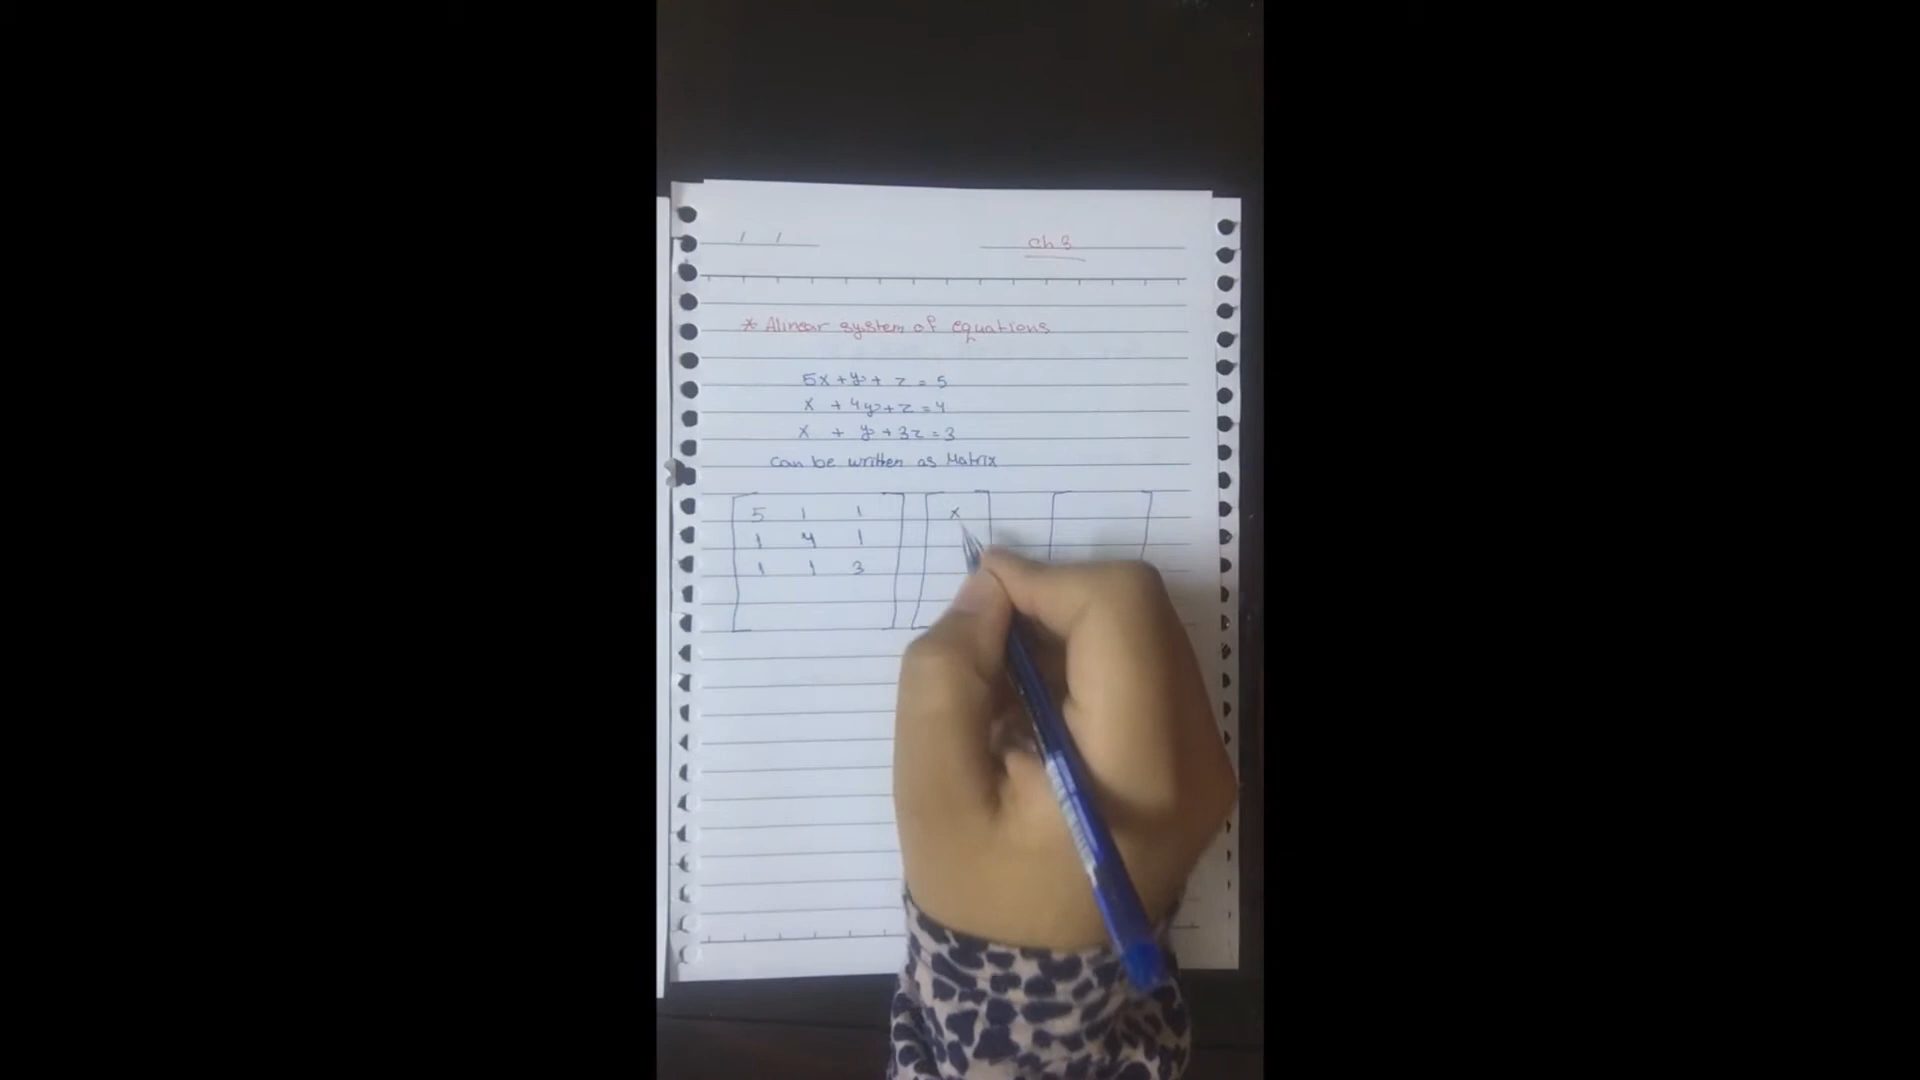 / /
ch 3
* A linear system of equations
5x + y + z = 5
x + 4y + z = 4
x + y + 3z = 3
can be written as Matrix
5 1 1 x
1 4 1
1 1 3